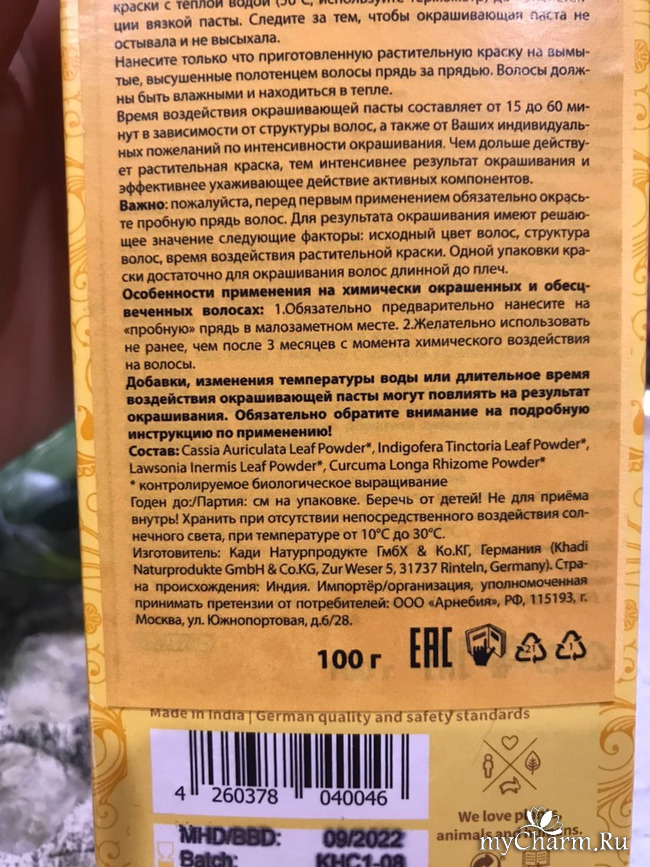 краски с теплой водой (50°C, используйте термометр) до
ции вязкой пасты. Следите за тем, чтобы окрашивающая паста не
остывала и не высыхала.
Нанесите только что приготовленную растительную краску на вымы-
тые, высушенные полотенцем волосы прядь за прядью. Волосы долж-
ны быть влажными и находиться в тепле.
Время воздействия окрашивающей пасты составляет от 15 до 60 ми-
нут в зависимости от структуры волос, а также от Ваших индивидуаль-
ных пожеланий по интенсивности окрашивания. Чем дольше действу-
ет растительная краска, тем интенсивнее результат окрашивания и
эффективнее ухаживающее действие активных компонентов.
Важно: пожалуйста, перед первым применением обязательно окрась-
те пробную прядь волос. Для результата окрашивания имеют решаю-
щее значение следующие факторы: исходный цвет волос, структура
волос, время воздействия растительной краски. Одной упаковки кра-
ски достаточно для окрашивания волос длинной до плеч.
Особенности применения на химически окрашенных и обесц-
веченных волосах: 1.Обязательно предварительно нанесите на
«пробную» прядь в малозаметном месте. 2.Желательно использовать
не ранее, чем после 3 месяцев с момента химического воздействия
на волосы.
Добавки, изменения температуры воды или длительное время
воздействия окрашивающей пасты могут повлиять на результат
окрашивания. Обязательно обратите внимание на подробную
инструкцию по применению!
Состав: Cassia Auriculata Leaf Powder*, Indigofera Tinctoria Leaf Powder*,
Lawsonia Inermis Leaf Powder*, Curcuma Longa Rhizome Powder*
* контролируемое биологическое выращивание
Годен до:/Партия: см на упаковке. Беречь от детей! Не для приёма
внутрь! Хранить при отсутствии непосредственного воздействия сол-
нечного света, при температуре от 10°C до 30°C.
Изготовитель: Кади Натурпродукте ГмбХ & Ко.КГ, Германия (Khadi
Naturprodukte GmbH & Co.KG, Zur Weser 5, 31737 Rinteln, Germany). Стра-
на происхождения: Индия. Импортёр/организация, уполномоченная
принимать претензии от потребителей: ООО «Арнебия», РФ, 115193, г.
Москва, ул. Южнопортовая, д.6/28.
100 г EAC 21 1
Made in India | German quality and safety standards
4 260378 040046
MHD/BBD: 09/2022
Batch: KHC1-08
We love
animals and
myCharm.Ru